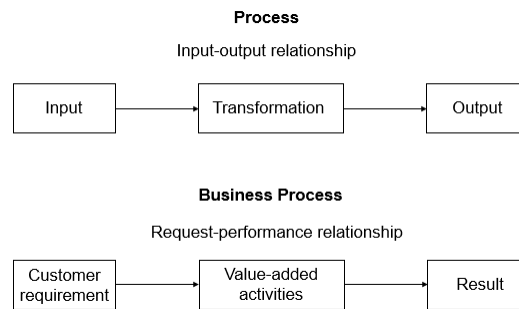 Process
Input-output relationship
Input
Transformation
Output
Business Process
Request-performance relationship
Customer
requirement
Value-added
activities
Result